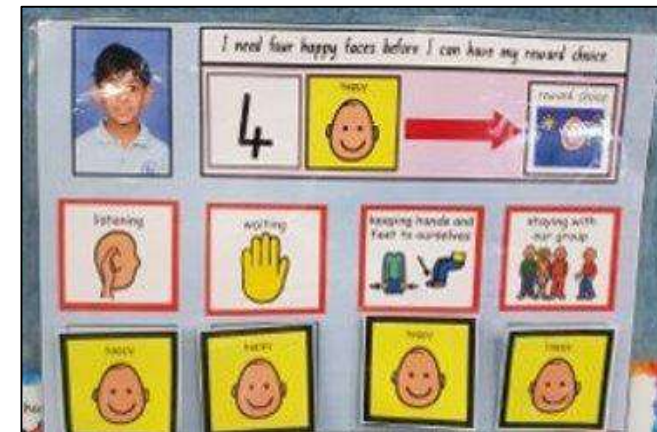 I need four happy faces before I can have my reward choice
4
happy
reward choice
listening
waiting
keeping hands and
feet to ourselves
staying with
our group
happy
happy
happy
happy